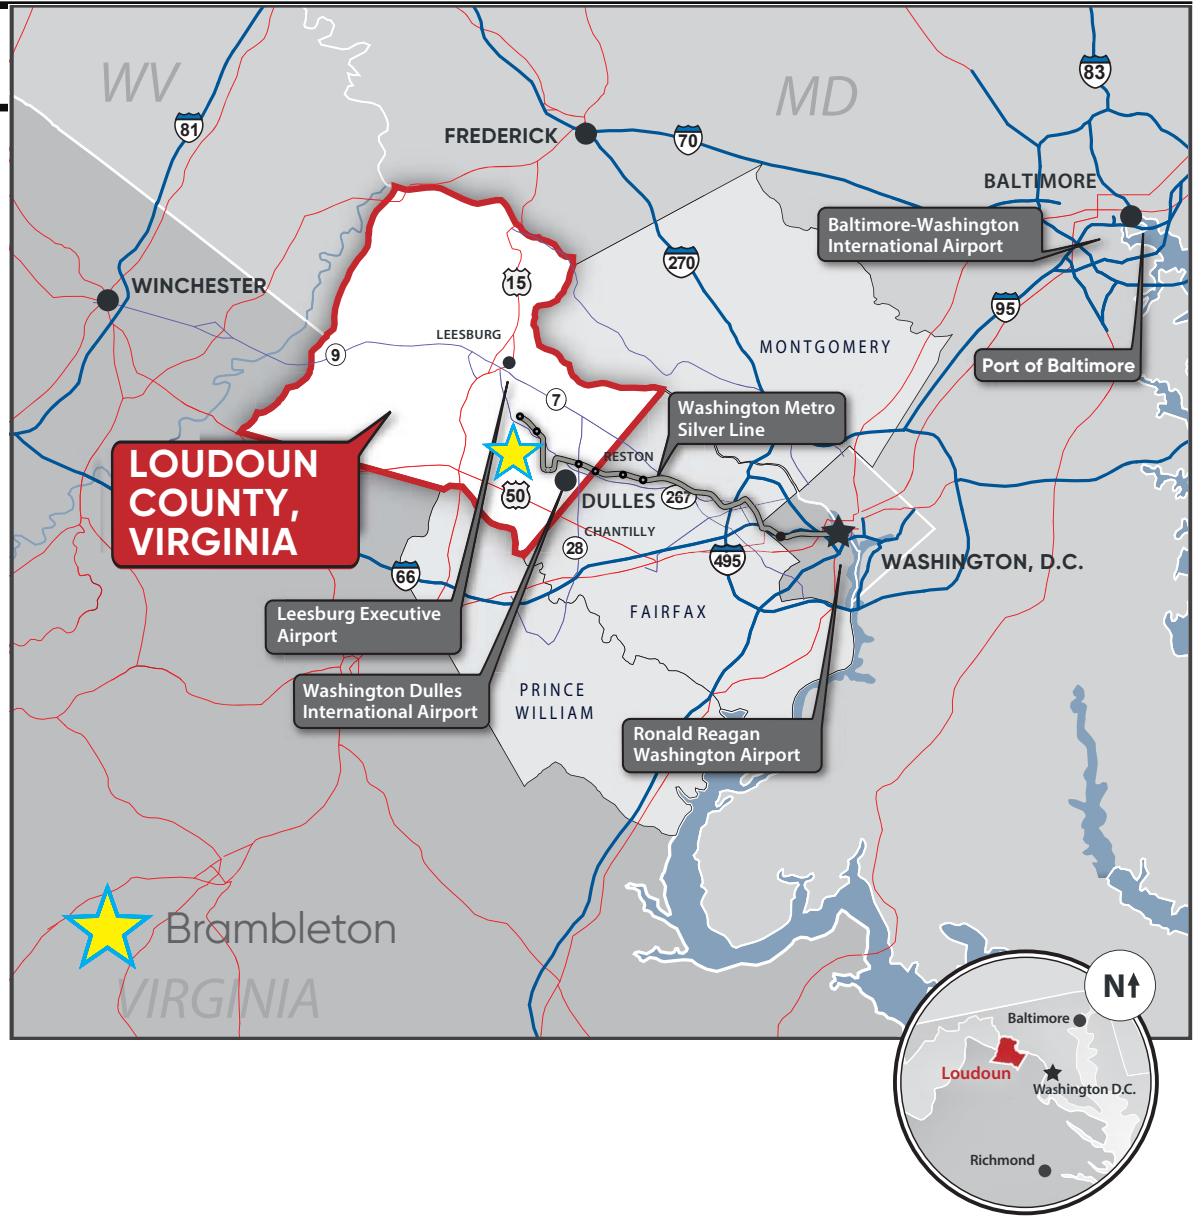 WV
MD
83
81
FREDERICK
70
BALTIMORE
Baltimore-Washington
International Airport
270
WINCHESTER
15
95
LEESBURG
9
MONTGOMERY
Port of Baltimore
7
Washington Metro
Silver Line
LOUDOUN
COUNTY,
VIRGINIA
RESTON
50
DULLES
267
CHANTILLY
28
495
WASHINGTON, D.C.
66
Leesburg Executive
Airport
FAIRFAX
Washington Dulles
International Airport
PRINCE
WILLIAM
Ronald Reagan
Washington Airport
Brambleton
VIRGINIA
N
Baltimore
Loudoun
Washington D.C.
Richmond